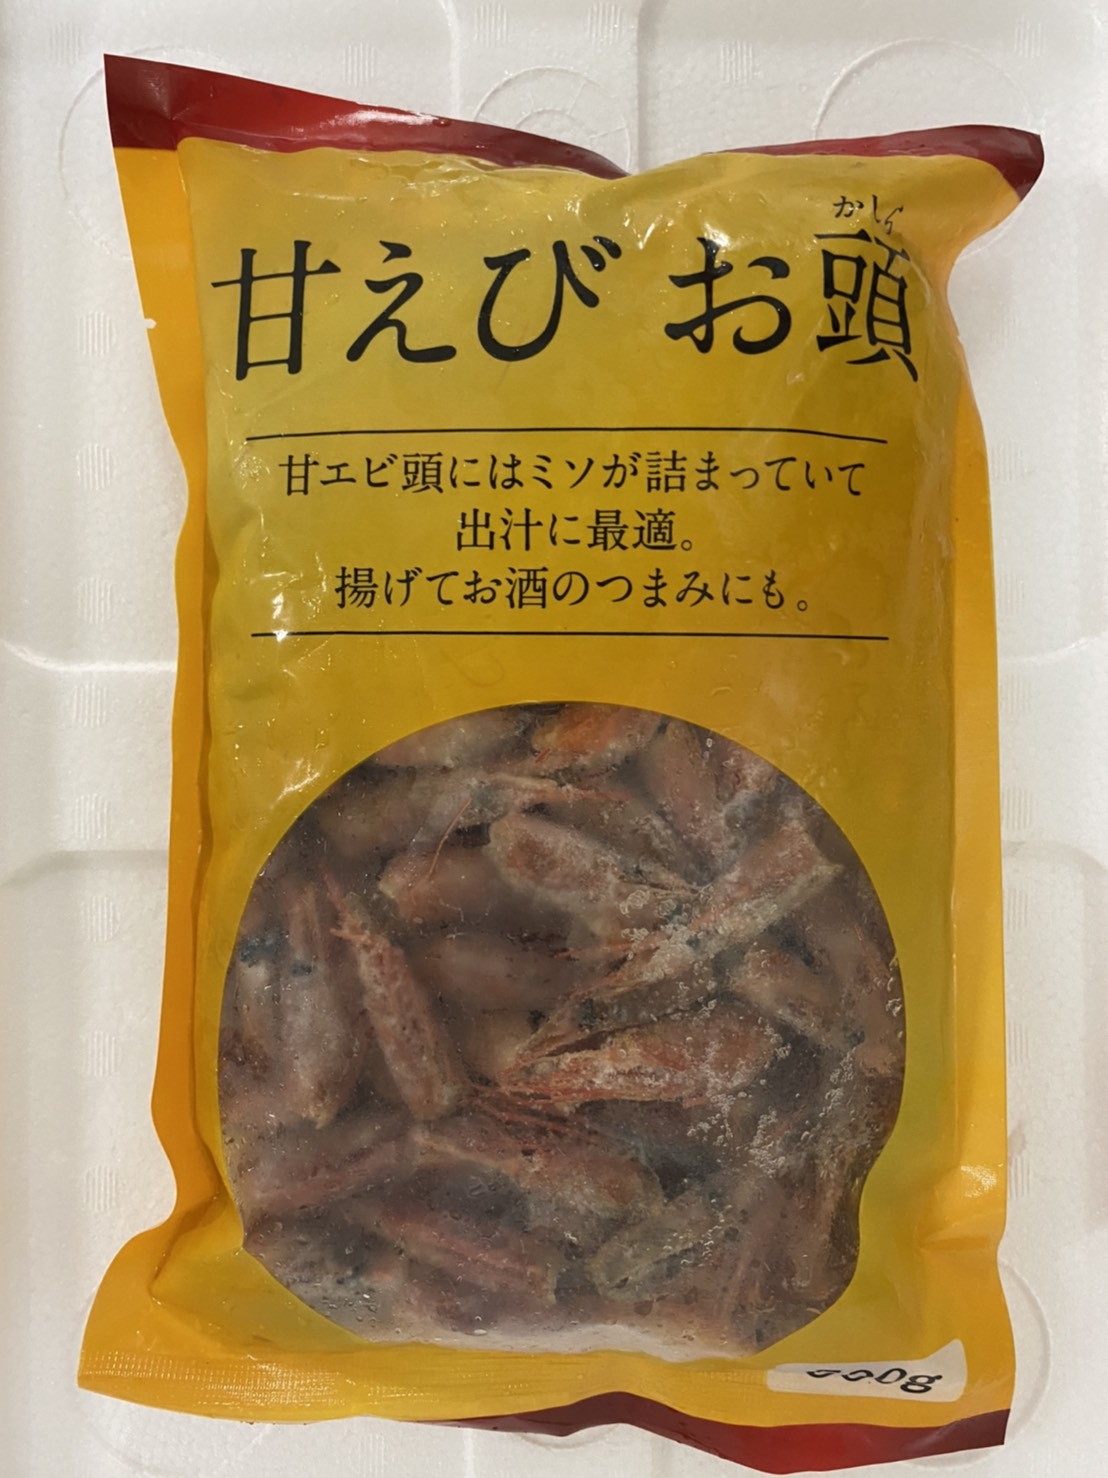 かしら
甘えび お頭
甘エビ頭にはミソが詰まっていて
出汁に最適。
揚げてお酒のつまみにも。